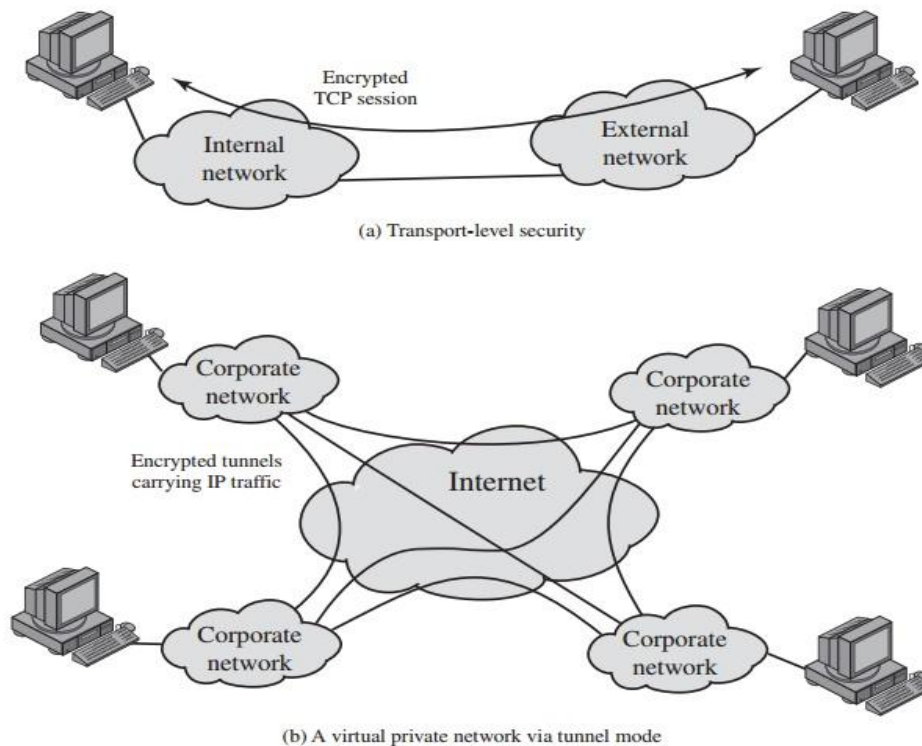 Encrypted
TCP session
Internal
network
External
network
(a) Transport-level security
Corporate
network
Corporate
network
Encrypted tunnels
carrying IP traffic
Internet
Corporate
network
Corporate
network
(b) A virtual private network via tunnel mode